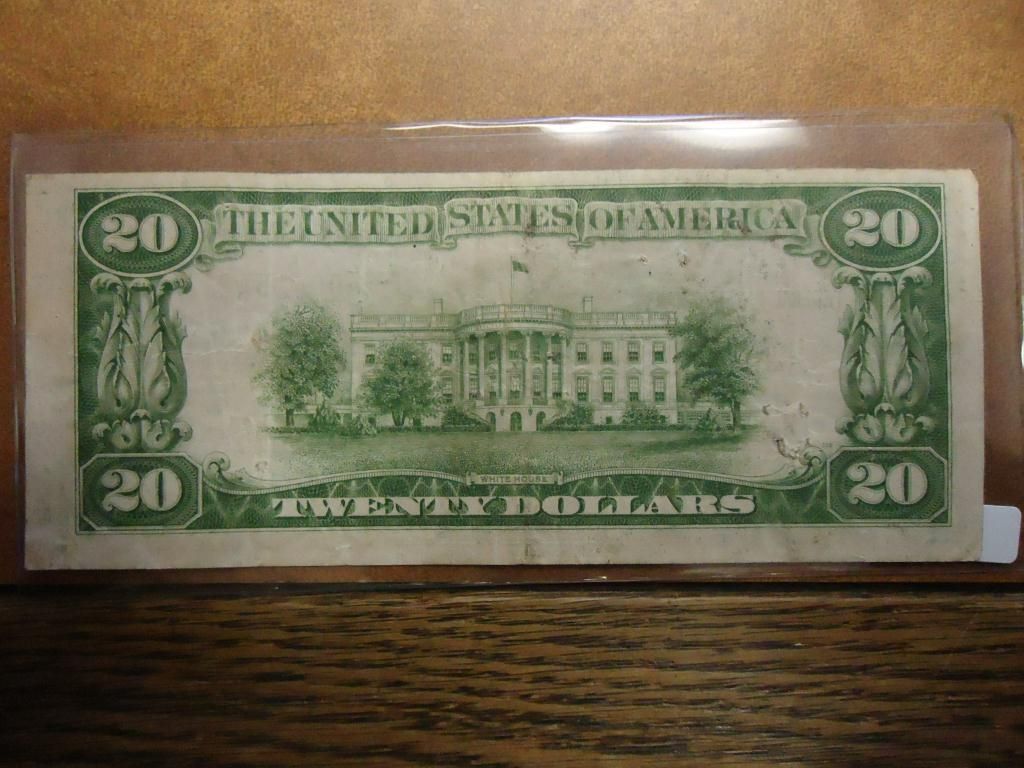 20 THE UNITED STATES OF AMERICA 20
WHITE HOUSE
20 TWENTY DOLLARS 20